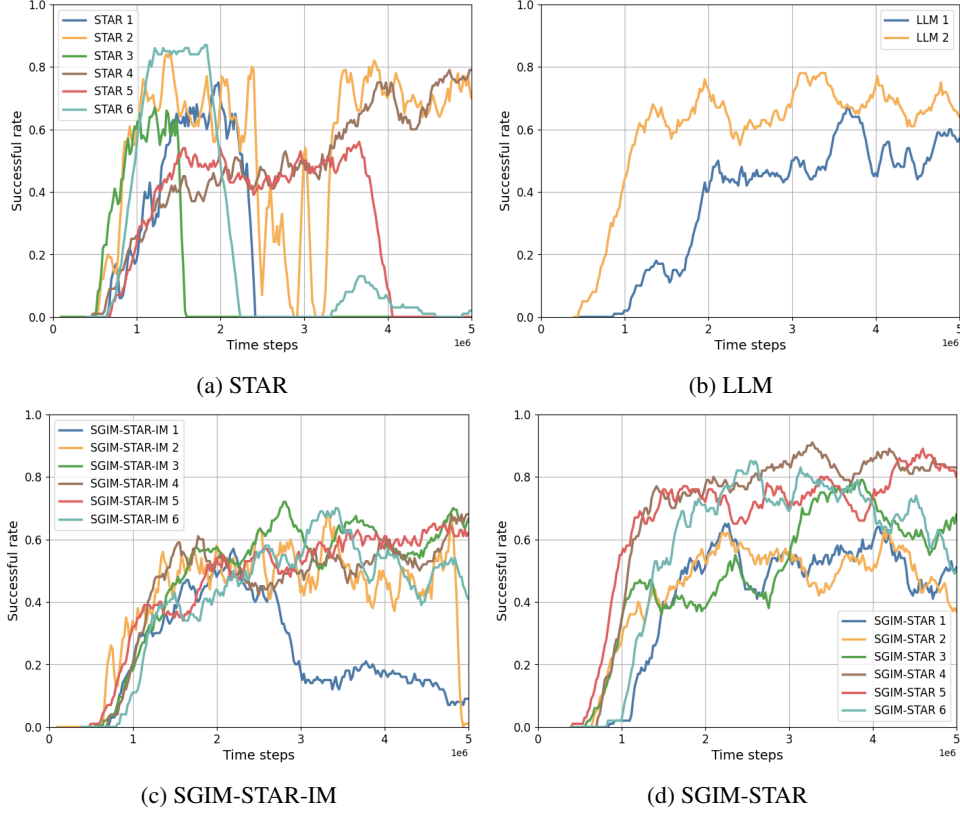 STAR 1
STAR 2
STAR 3
STAR 4
STAR 5
STAR 6
Successful rate
1.0
0.8
0.6
0.4
0.2
0.0
0
1
2
3
4
5
1e6
Time steps
(a) STAR
LLM 1
LLM 2
Successful rate
1.0
0.8
0.6
0.4
0.2
0.0
0
1
2
3
4
5
1e6
Time steps
(b) LLM
SGIM-STAR-IM 1
SGIM-STAR-IM 2
SGIM-STAR-IM 3
SGIM-STAR-IM 4
SGIM-STAR-IM 5
SGIM-STAR-IM 6
Successful rate
1.0
0.8
0.6
0.4
0.2
0.0
0
1
2
3
4
5
1e6
Time steps
(c) SGIM-STAR-IM
SGIM-STAR 1
SGIM-STAR 2
SGIM-STAR 3
SGIM-STAR 4
SGIM-STAR 5
SGIM-STAR 6
Successful rate
1.0
0.8
0.6
0.4
0.2
0.0
0
1
2
3
4
5
1e6
Time steps
(d) SGIM-STAR